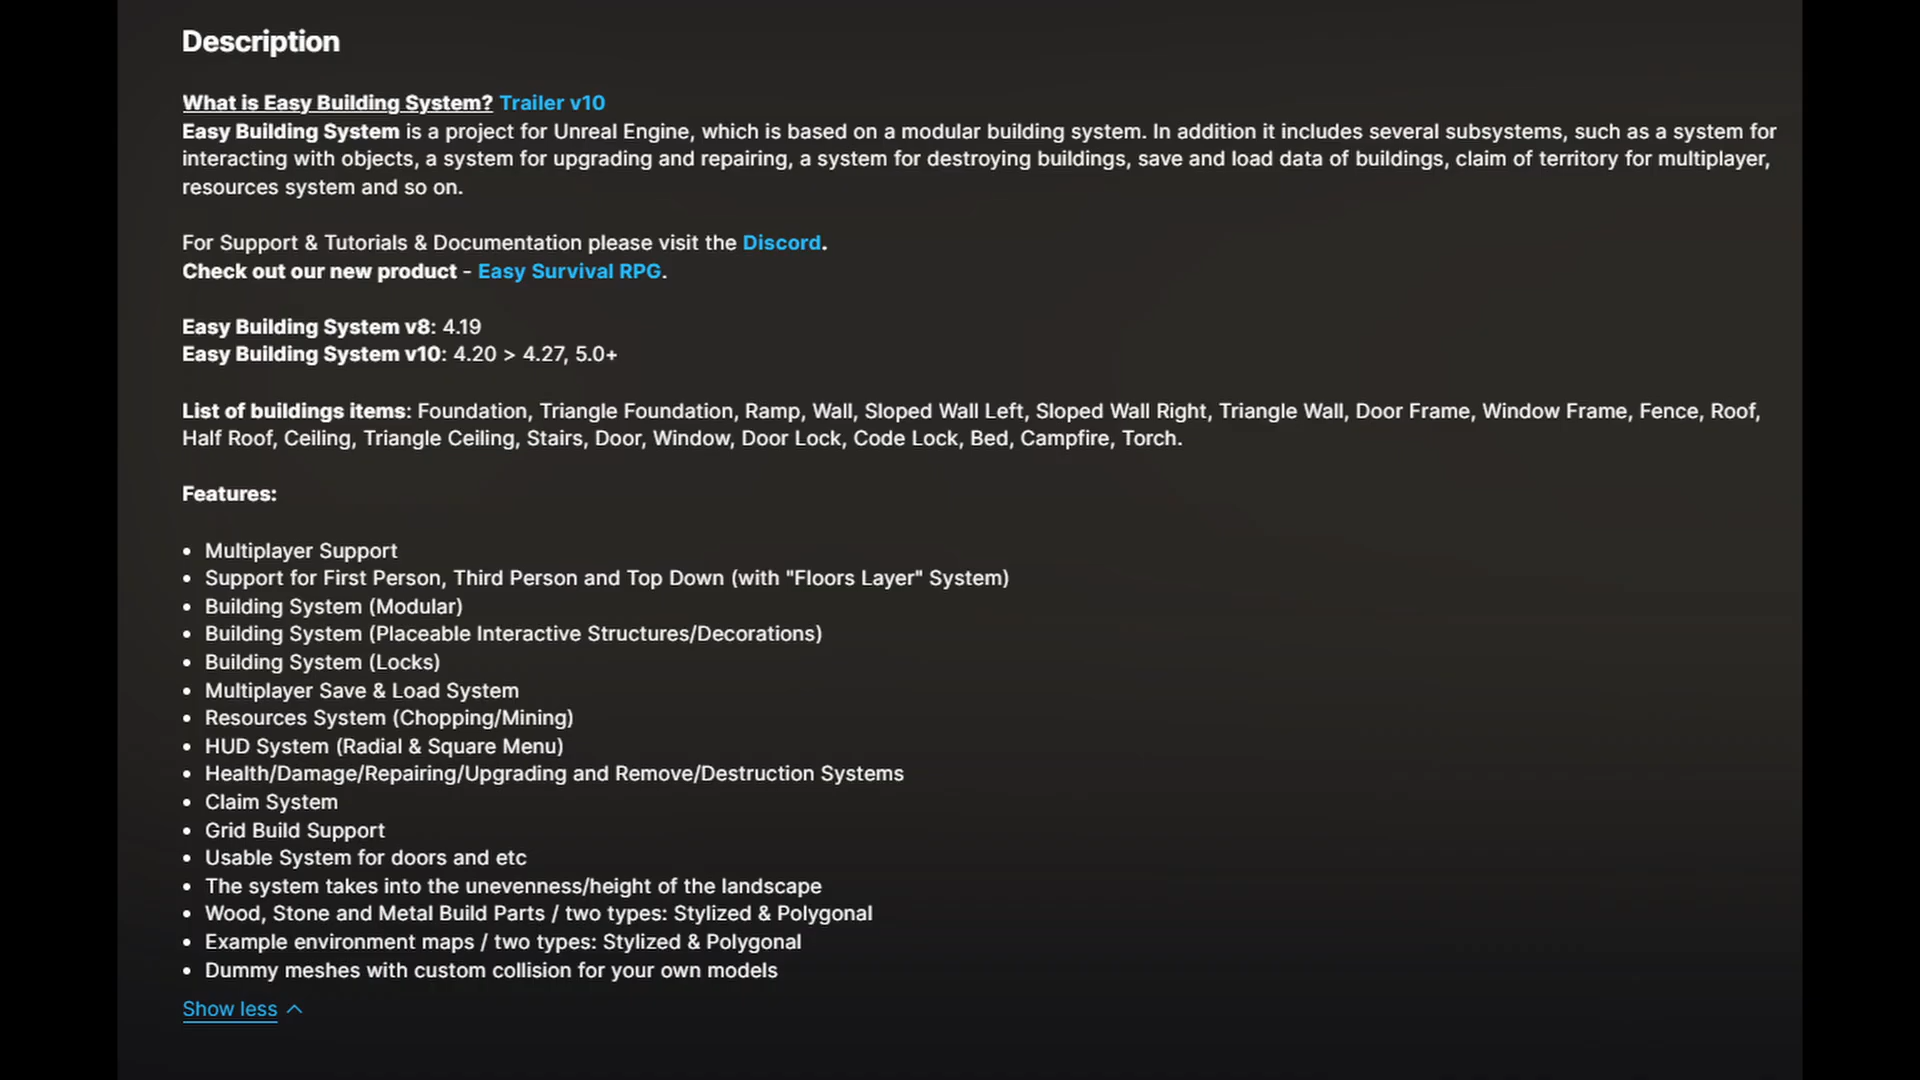 Description
What is Easy Building System? Trailer v10
Easy Building System is a project for Unreal Engine, which is based on a modular building system. In addition it includes several subsystems, such as a system for
interacting with objects, a system for upgrading and repairing, a system for destroying buildings, save and load data of buildings, claim of territory for multiplayer,
resources system and so on.
For Support & Tutorials & Documentation please visit the Discord.
Check out our new product - Easy Survival RPG.
Easy Building System v8: 4.19
Easy Building System v10: 4.20 > 4.27, 5.0+
List of buildings items: Foundation, Triangle Foundation, Ramp, Wall, Sloped Wall Left, Sloped Wall Right, Triangle Wall, Door Frame, Window Frame, Fence, Roof,
Half Roof, Ceiling, Triangle Ceiling, Stairs, Door, Window, Door Lock, Code Lock, Bed, Campfire, Torch.
Features:
• Multiplayer Support
• Support for First Person, Third Person and Top Down (with "Floors Layer" System)
• Building System (Modular)
• Building System (Placeable Interactive Structures/Decorations)
• Building System (Locks)
• Multiplayer Save & Load System
• Resources System (Chopping/Mining)
• HUD System (Radial & Square Menu)
• Health/Damage/Repairing/Upgrading and Remove/Destruction Systems
• Claim System
• Grid Build Support
• Usable System for doors and etc
• The system takes into the unevenness/height of the landscape
• Wood, Stone and Metal Build Parts / two types: Stylized & Polygonal
• Example environment maps / two types: Stylized & Polygonal
• Dummy meshes with custom collision for your own models
Show less